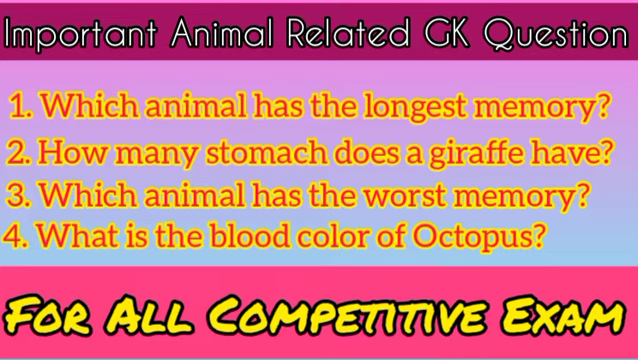 Important Animal Related GK Question
1. Which animal has the longest memory?
2. How many stomach does a giraffe have?
3. Which animal has the worst memory?
4. What is the blood color of Octopus?
For All Competitive Exam